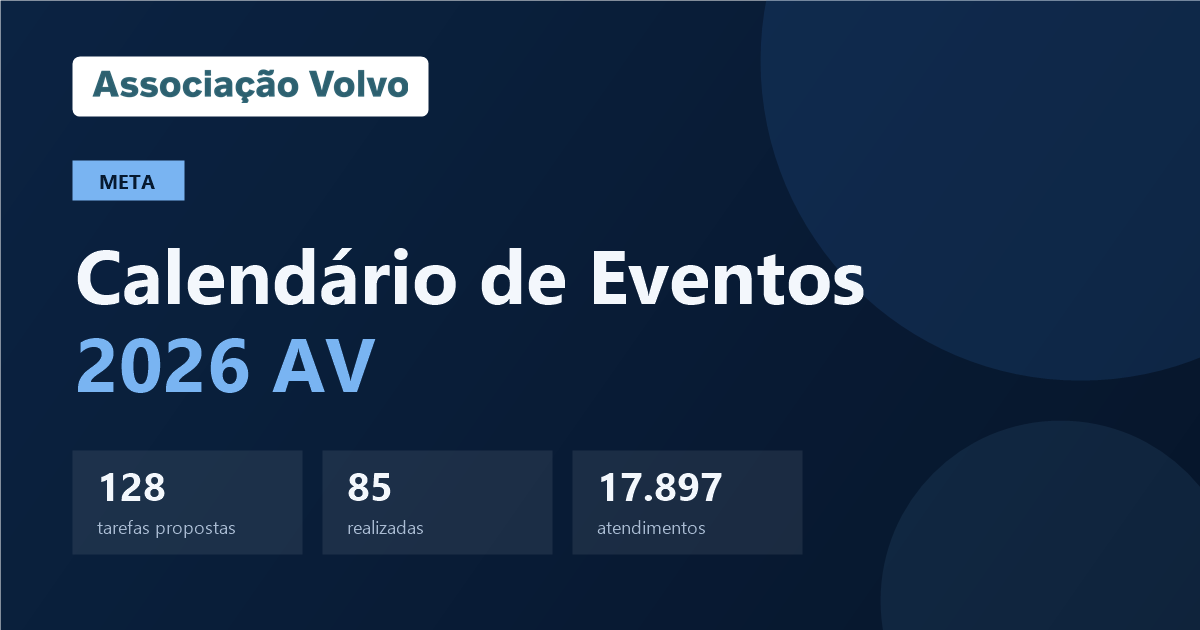 Associação Volvo
META
Calendário de Eventos
2026 AV
128
tarefas propostas
85
realizadas
17.897
atendimentos